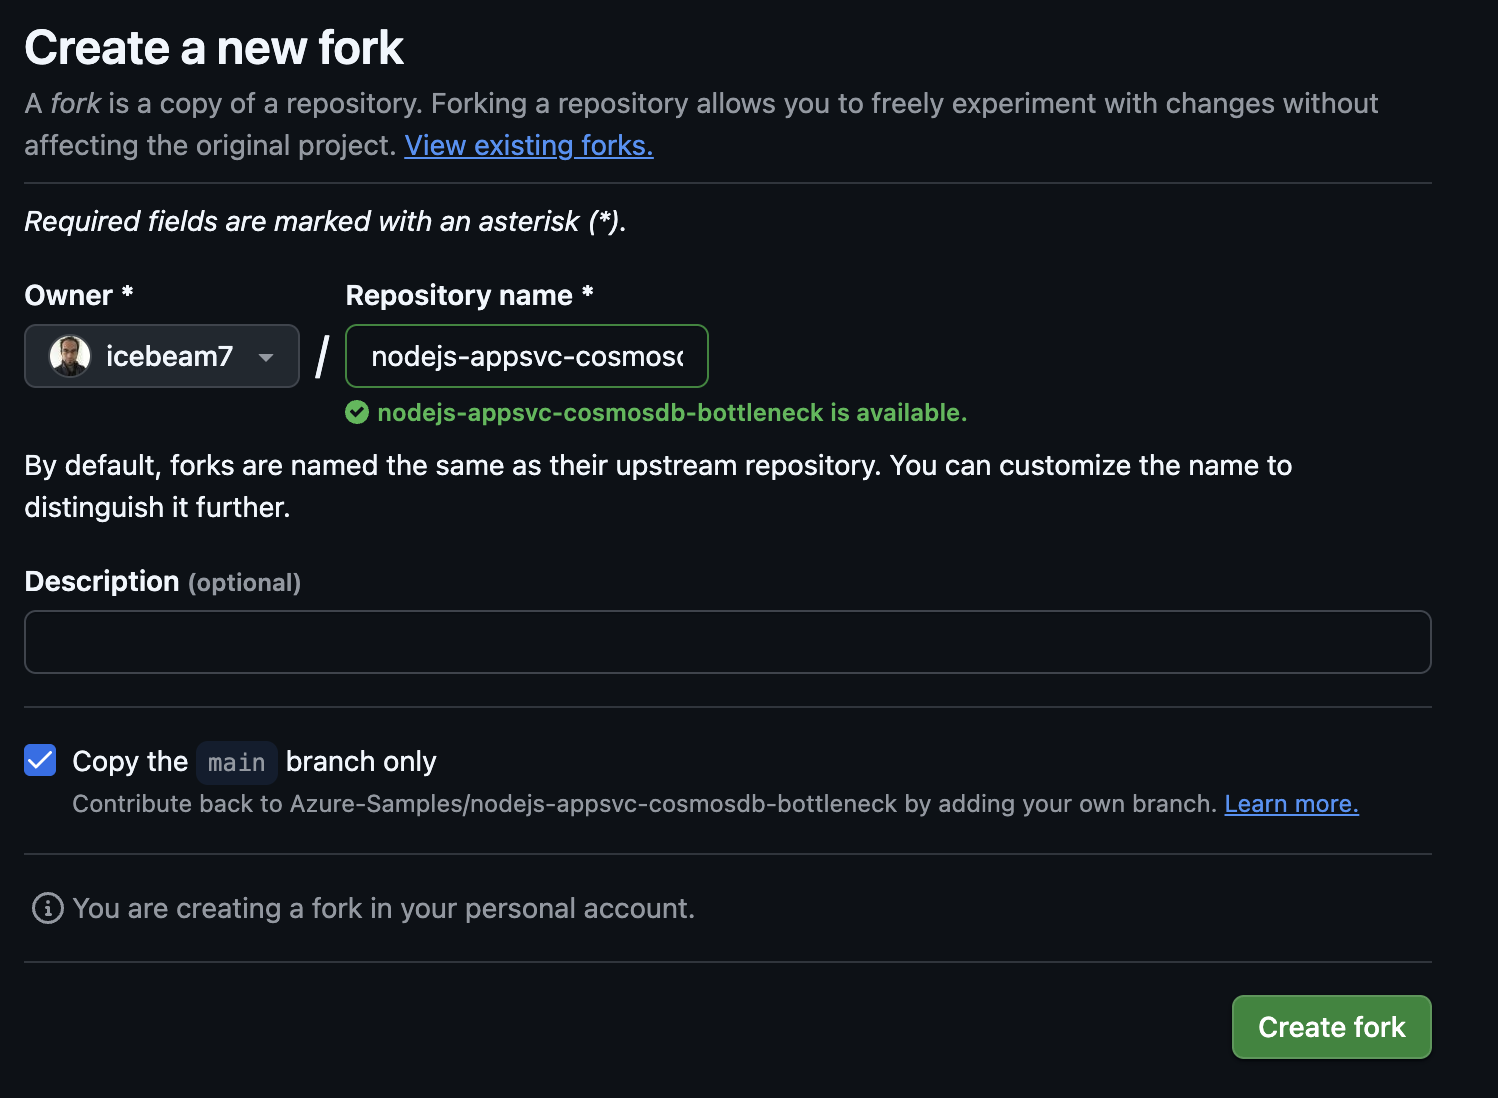 Create a new fork
A fork is a copy of a repository. Forking a repository allows you to freely experiment with changes without
affecting the original project. View existing forks.
Required fields are marked with an asterisk (*).
Owner *
Repository name *
icebeam7
/
nodejs-appsvc-cosmosc
nodejs-appsvc-cosmosdb-bottleneck is available.
By default, forks are named the same as their upstream repository. You can customize the name to
distinguish it further.
Description (optional)
Copy the main branch only
Contribute back to Azure-Samples/nodejs-appsvc-cosmosdb-bottleneck by adding your own branch. Learn more.
You are creating a fork in your personal account.
Create fork